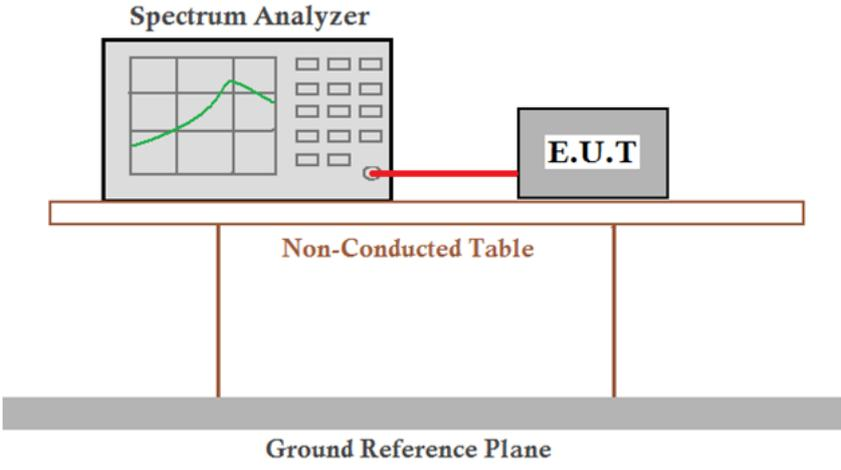 Spectrum Analyzer
E.U.T
Non-Conducted Table
Ground Reference Plane